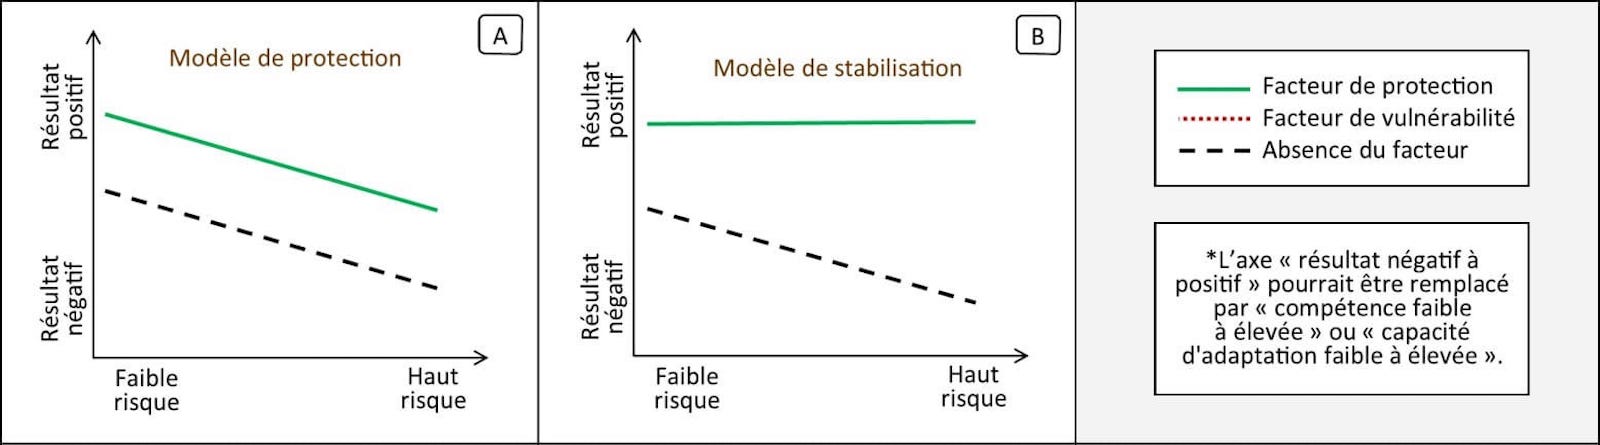 A
Modèle de protection
Résultat
positif
Résultat
négatif
Faible
risque
Haut
risque
B
Modèle de stabilisation
Résultat
positif
Résultat
négatif
Faible
risque
Haut
risque
Facteur de protection
Facteur de vulnérabilité
Absence du facteur
*L'axe « résultat négatif à
positif » pourrait être remplacé
par « compétence faible
à élevée » ou « capacité
d'adaptation faible à élevée ».